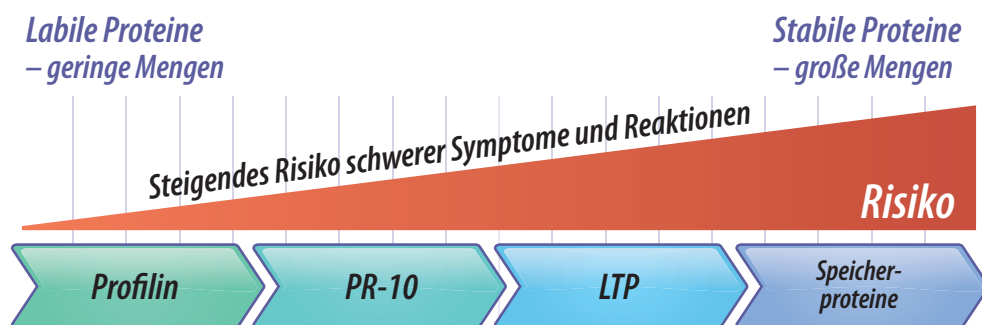 Labile Proteine
– geringe Mengen
Stabile Proteine
– große Mengen
Steigendes Risiko schwerer Symptome und Reaktionen
Risiko
Profilin
PR-10
LTP
Speicher-
proteine